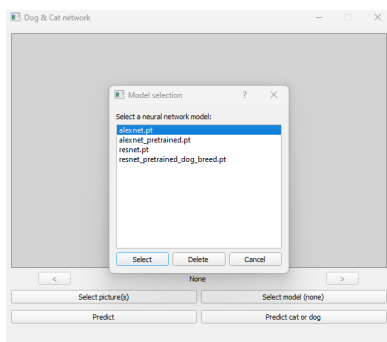 Dog & Cat network
Model selection
Select a neural network model:
alexnet.pt
alexnet_pretrained.pt
resnet.pt
resnet_pretrained_dog_breed.pt
Select Delete Cancel
< None >
Select picture(s) Select model (none)
Predict Predict cat or dog